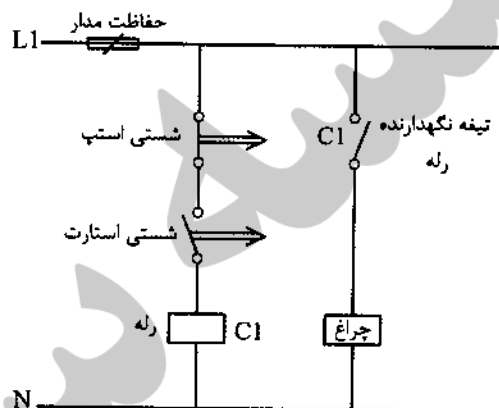 حفاظت مدار
L1
شستی استپ
C1
تیغه نگهدارنده
رله
شستی استارت
رله
C1
چراغ
N